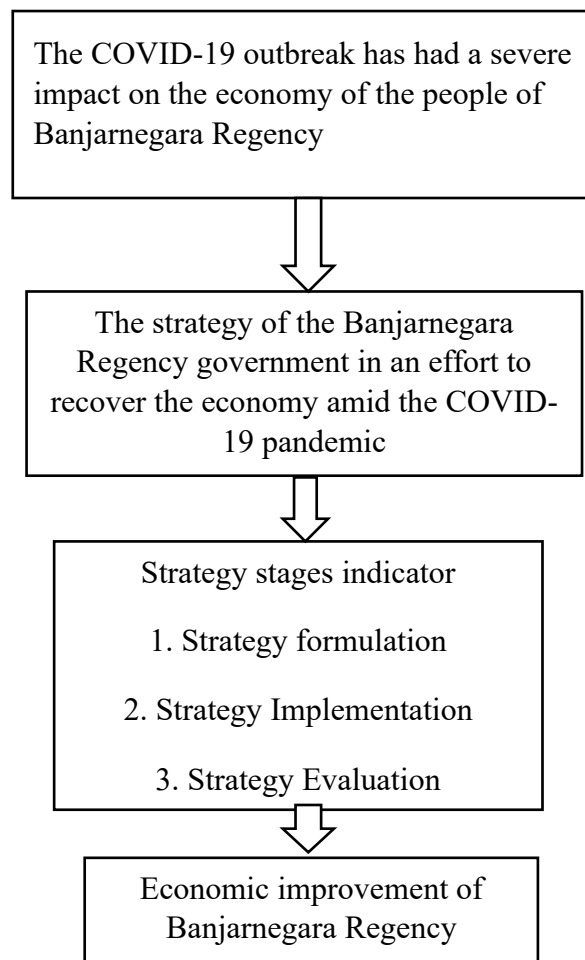 The COVID-19 outbreak has had a severe
impact on the economy of the people of
Banjarnegara Regency
The strategy of the Banjarnegara
Regency government in an effort to
recover the economy amid the COVID-
19 pandemic
Strategy stages indicator
1. Strategy formulation
2. Strategy Implementation
3. Strategy Evaluation
Economic improvement of
Banjarnegara Regency